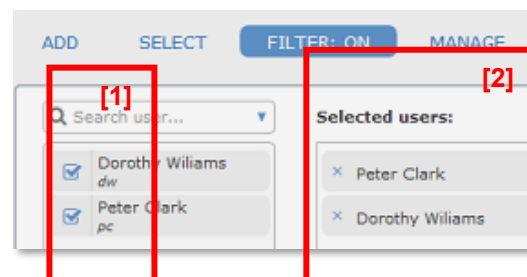 ADD SELECT FILTER: ON MANAGE
[1]
[2]
Search user...
Selected users:
Dorothy Wiliams
dw
Peter Clark
pc
× Peter Clark
× Dorothy Wiliams